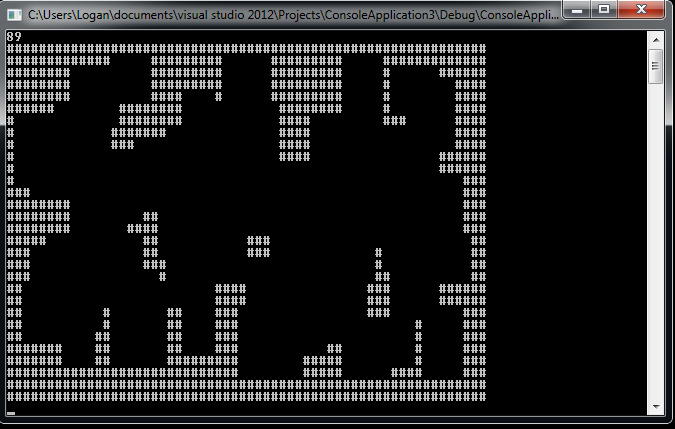 C:\Users\Logan\documents\visual studio 2012\Projects\ConsoleApplication3\Debug\ConsoleAppli...
89
############################################################
#############     #########      #########     #############
########          #########      #########     #      ######
########          #########      #########     #        ####
########          ####    #      #########     #        ####
######        ########            ########     #        ####
              ########            ####         ###      ####
#            #######              ####                  ####
#            ###                  ####                  ####
#                                 ####                ######
#                                                     ######
#                                                        ###
###                                                      ###
########                                                 ###
########         ##                                      ###
########       ####                                      ###
#####            ##           ###                         ##
###              ##           ###             #           ##
###              ###                          #           ##
###                #                          ##          ##
##                        ####               ###      ######
##                        ####               ###      ######
##          #       ##    ###                ###         ###
##          #       ##    ###                      #     ###
##         ##       ##    ###                      #     ###
#######    ##       ##    ###           ##         #     ###
#######    ##       #########        #####         #     ###
#############################        #####      ####     ###
############################################################
############################################################